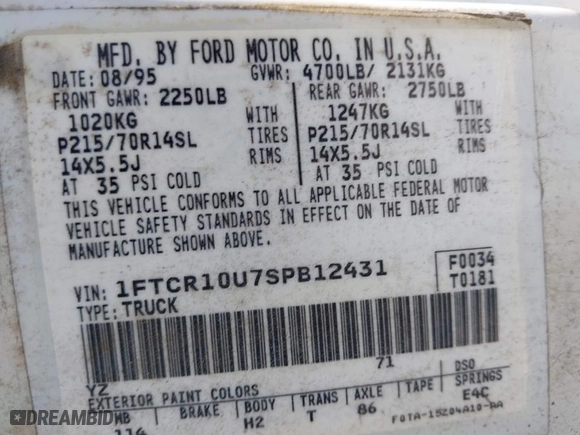 MFD. BY FORD MOTOR CO. IN U.S.A.
DATE: 08/95 GVWR: 4700LB/ 2131KG
FRONT GAWR: 2250LB REAR GAWR: 2750LB
1020KG WITH 1247KG WITH
P215/70R14SL TIRES P215/70R14SL TIRES
14X5.5J RIMS 14X5.5J RIMS
AT 35 PSI COLD AT 35 PSI COLD
THIS VEHICLE CONFORMS TO ALL APPLICABLE FEDERAL MOTOR
VEHICLE SAFETY STANDARDS IN EFFECT ON THE DATE OF
MANUFACTURE SHOWN ABOVE.
VIN: 1FTCR10U7SPB12431 F0034
TYPE: TRUCK T0181
YZ 71 DSO
EXTERIOR PAINT COLORS
WB BRAKE BODY TRANS AXLE TAPE SPRINGS
114 H2 T 86 E4C
F0TA-15204A10-AA
AUTOBIDMASTER